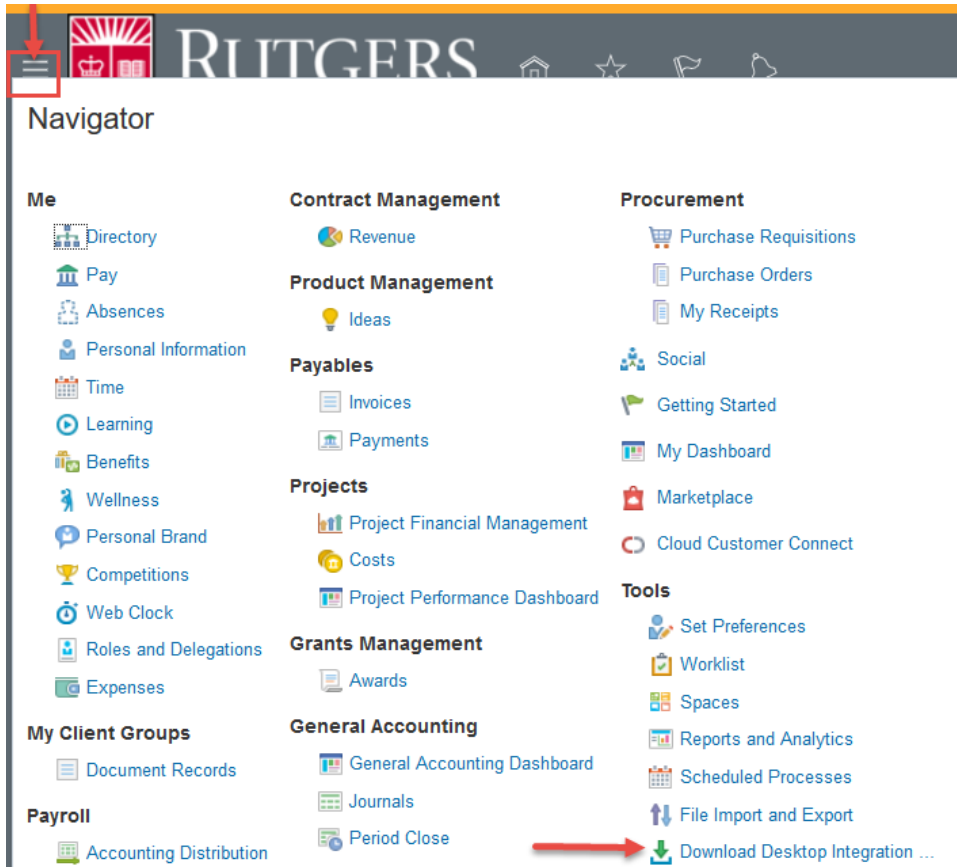 RUTGERS
Navigator
Me
Directory
Pay
Absences
Personal Information
Time
Learning
Benefits
Wellness
Personal Brand
Competitions
Web Clock
Roles and Delegations
Expenses
My Client Groups
Document Records
Payroll
Accounting Distribution
Contract Management
Revenue
Product Management
Ideas
Payables
Invoices
Payments
Projects
Project Financial Management
Costs
Project Performance Dashboard
Grants Management
Awards
General Accounting
General Accounting Dashboard
Journals
Period Close
Procurement
Purchase Requisitions
Purchase Orders
My Receipts
Social
Getting Started
My Dashboard
Marketplace
Cloud Customer Connect
Tools
Set Preferences
Worklist
Spaces
Reports and Analytics
Scheduled Processes
File Import and Export
Download Desktop Integration ...